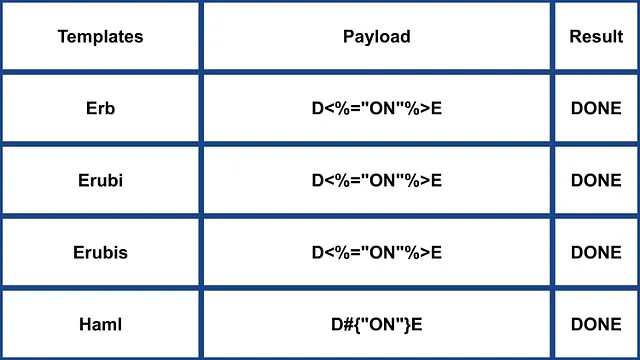 Templates Payload Result
Erb D<%="ON"%>E DONE
Erubi D<%="ON"%>E DONE
Erubis D<%="ON"%>E DONE
Haml D#{"ON"}E DONE